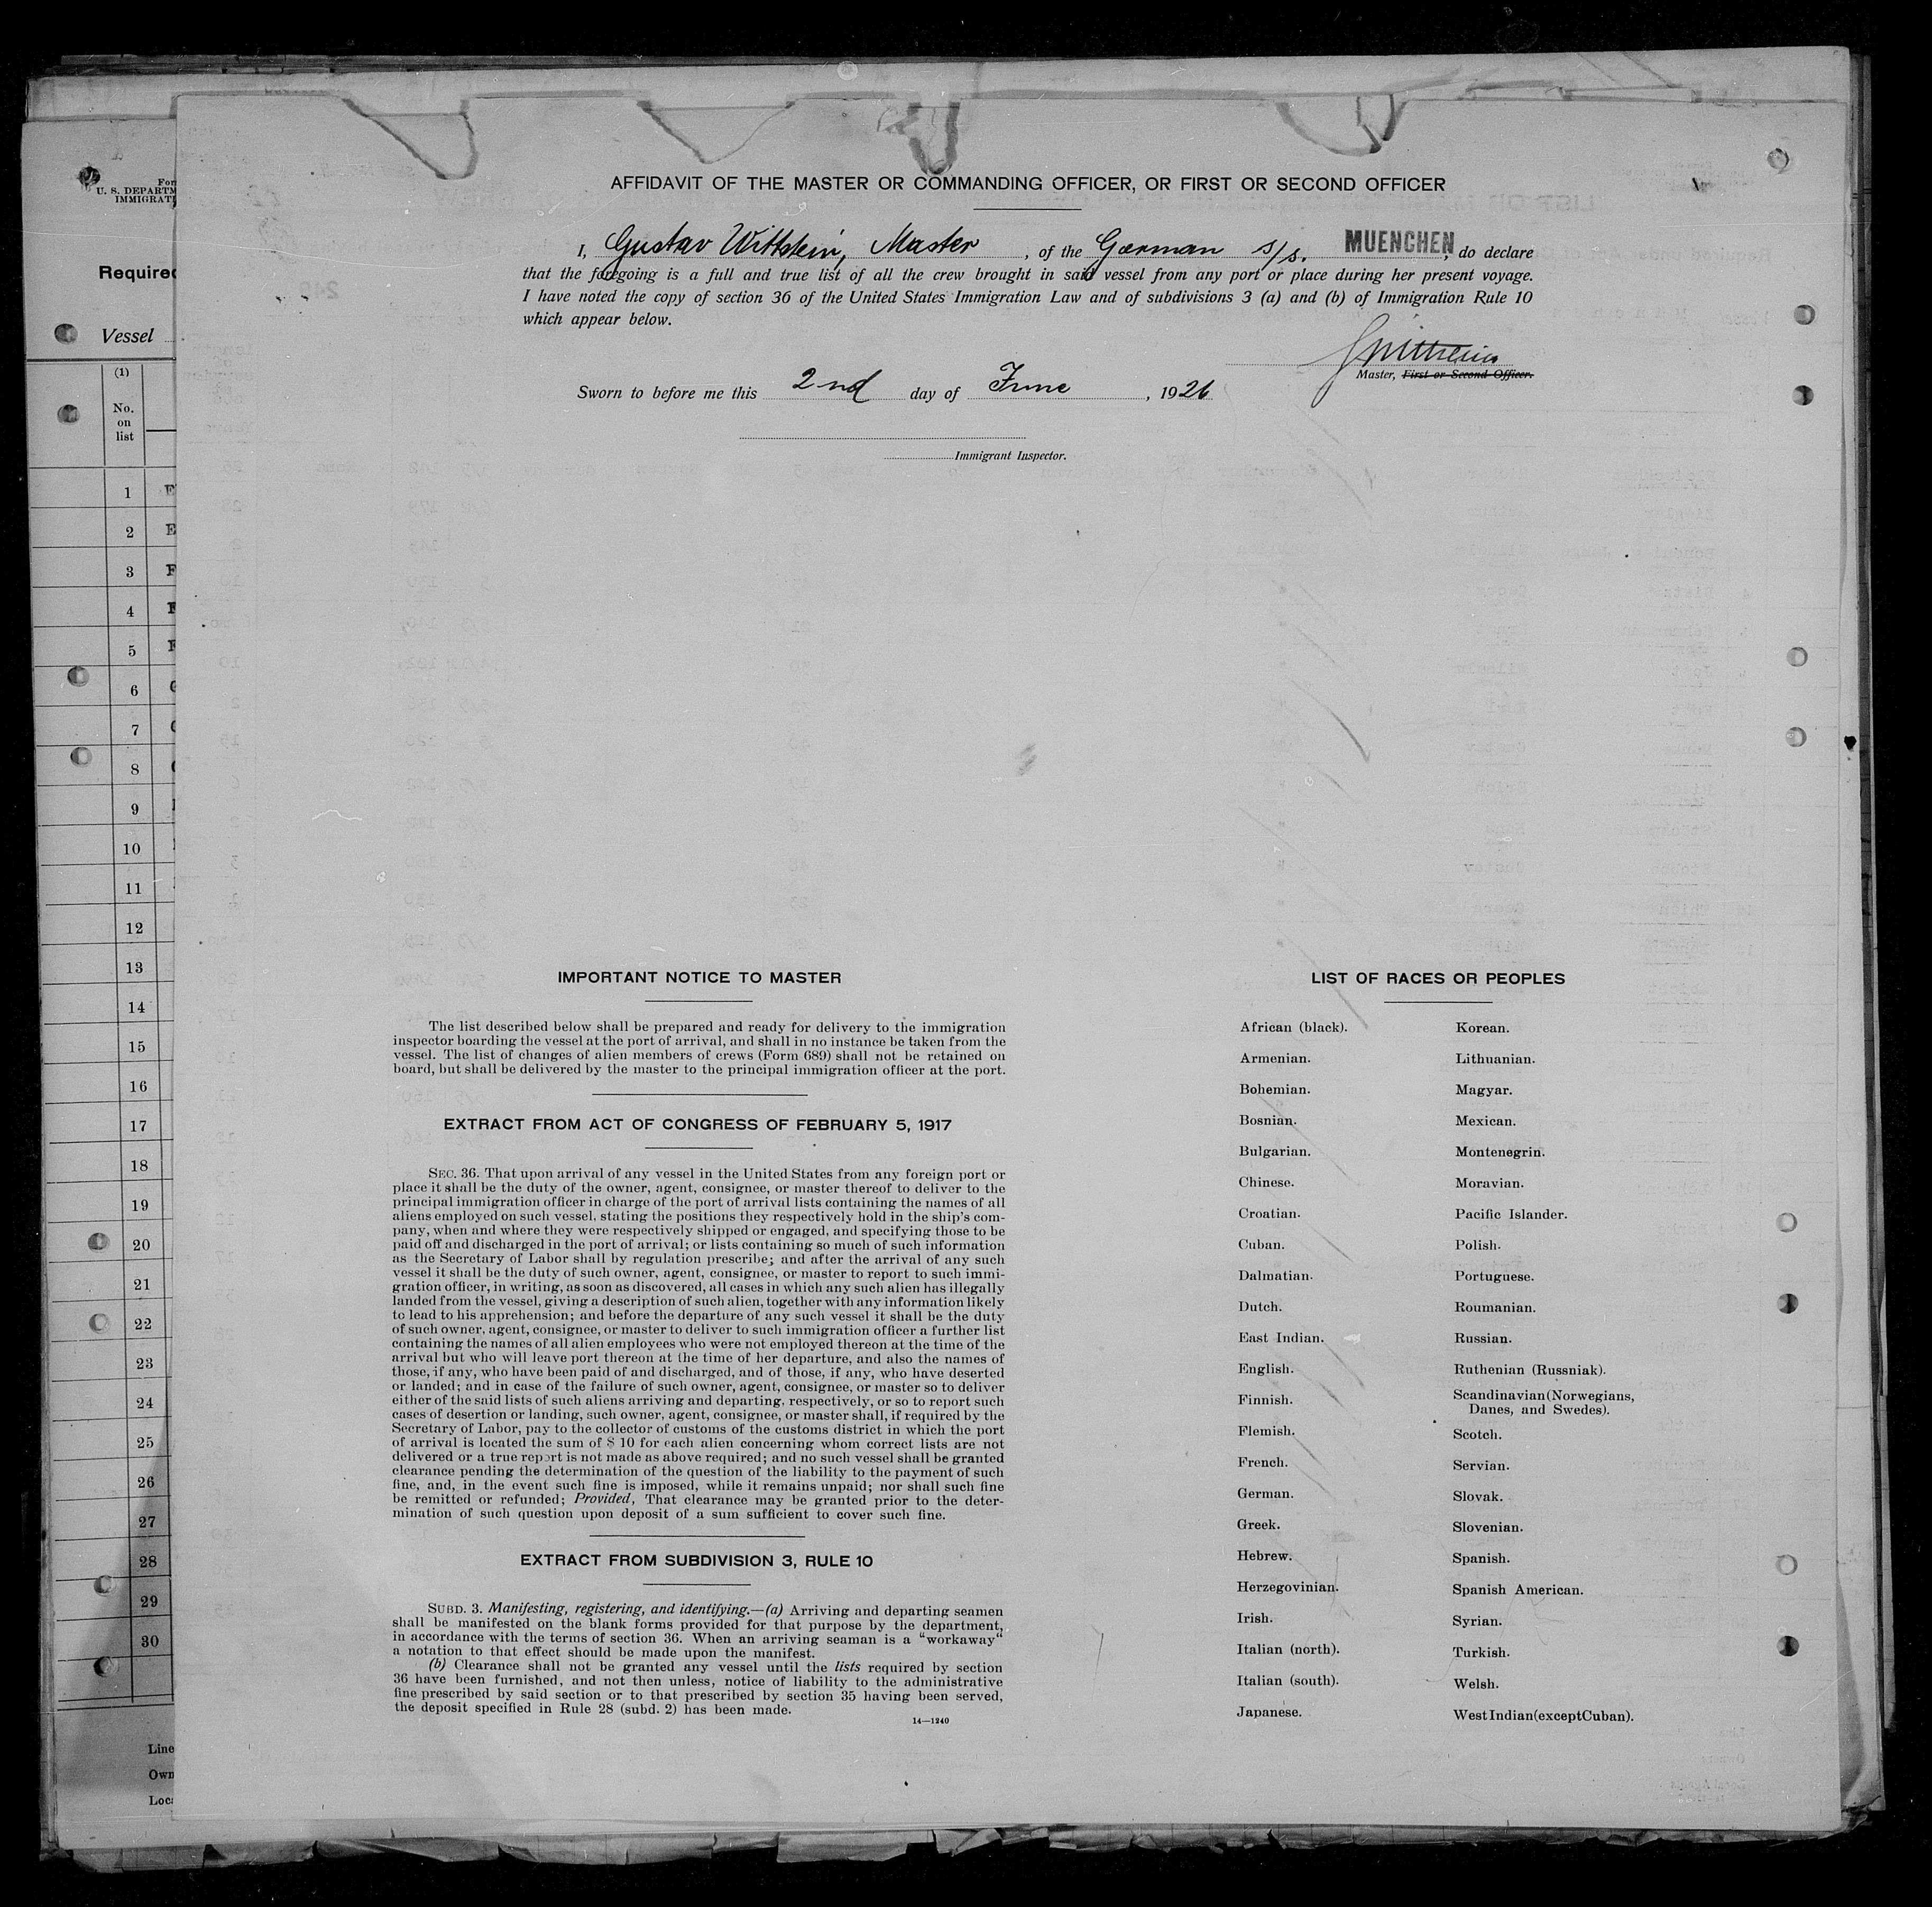 For
U. S. DEPARTM
IMMIGRAT
Required
Vessel
(1)
No.
on
list
1
2
3
4
5
6
7
8
9
10
11
12
13
14
15
16
17
18
19
20
21
22
23
24
25
26
27
28
29
30
Line
Own
Loc
AFFIDAVIT OF THE MASTER OR COMMANDING OFFICER, OR FIRST OR SECOND OFFICER
I, Gustav Wittstein, Master, of the German s/s. MUENCHEN, do declare
that the foregoing is a full and true list of all the crew brought in said vessel from any port or place during her present voyage.
I have noted the copy of section 36 of the United States Immigration Law and of subdivisions 3 (a) and (b) of Immigration Rule 10
which appear below.
GWittstein
Master, First or Second Officer.
Sworn to before me this 2nd day of June, 1926
Immigrant Inspector.
IMPORTANT NOTICE TO MASTER
The list described below shall be prepared and ready for delivery to the immigration
inspector boarding the vessel at the port of arrival, and shall in no instance be taken from the
vessel. The list of changes of alien members of crews (Form 689) shall not be retained on
board, but shall be delivered by the master to the principal immigration officer at the port.
EXTRACT FROM ACT OF CONGRESS OF FEBRUARY 5, 1917
SEC. 36. That upon arrival of any vessel in the United States from any foreign port or
place it shall be the duty of the owner, agent, consignee, or master thereof to deliver to the
principal immigration officer in charge of the port of arrival lists containing the names of all
aliens employed on such vessel, stating the positions they respectively hold in the ship's com-
pany, when and where they were respectively shipped or engaged, and specifying those to be
paid off and discharged in the port of arrival; or lists containing so much of such information
as the Secretary of Labor shall by regulation prescribe; and after the arrival of any such
vessel it shall be the duty of such owner, agent, consignee, or master to report to such immi-
gration officer, in writing, as soon as discovered, all cases in which any such alien has illegally
landed from the vessel, giving a description of such alien, together with any information likely
to lead to his apprehension; and before the departure of any such vessel it shall be the duty
of such owner, agent, consignee, or master to deliver to such immigration officer a further list
containing the names of all alien employees who were not employed thereon at the time of the
arrival but who will leave port thereon at the time of her departure, and also the names of
those, if any, who have been paid of and discharged, and of those, if any, who have deserted
or landed; and in case of the failure of such owner, agent, consignee, or master so to deliver
either of the said lists of such aliens arriving and departing, respectively, or so to report such
cases of desertion or landing, such owner, agent, consignee, or master shall, if required by the
Secretary of Labor, pay to the collector of customs of the customs district in which the port
of arrival is located the sum of $ 10 for each alien concerning whom correct lists are not
delivered or a true report is not made as above required; and no such vessel shall be granted
clearance pending the determination of the question of the liability to the payment of such
fine, and, in the event such fine is imposed, while it remains unpaid; nor shall such fine
be remitted or refunded; Provided, That clearance may be granted prior to the deter-
mination of such question upon deposit of a sum sufficient to cover such fine.
EXTRACT FROM SUBDIVISION 3, RULE 10
SUBD. 3. Manifesting, registering, and identifying.—(a) Arriving and departing seamen
shall be manifested on the blank forms provided for that purpose by the department,
in accordance with the terms of section 36. When an arriving seaman is a “workaway“
a notation to that effect should be made upon the manifest.
(b) Clearance shall not be granted any vessel until the lists required by section
36 have been furnished, and not then unless, notice of liability to the administrative
fine prescribed by said section or to that prescribed by section 35 having been served,
the deposit specified in Rule 28 (subd. 2) has been made.
14—1240
LIST OF RACES OR PEOPLES
African (black).
Armenian.
Bohemian.
Bosnian.
Bulgarian.
Chinese.
Croatian.
Cuban.
Dalmatian.
Dutch.
East Indian.
English.
Finnish.
Flemish.
French.
German.
Greek.
Hebrew.
Herzegovinian.
Irish.
Italian (north).
Italian (south).
Japanese.
Korean.
Lithuanian.
Magyar.
Mexican.
Montenegrin.
Moravian.
Pacific Islander.
Polish.
Portuguese.
Roumanian.
Russian.
Ruthenian (Russniak).
Scandinavian (Norwegians,
Danes, and Swedes).
Scotch.
Servian.
Slovak.
Slovenian.
Spanish.
Spanish American.
Syrian.
Turkish.
Welsh.
West Indian (except Cuban).